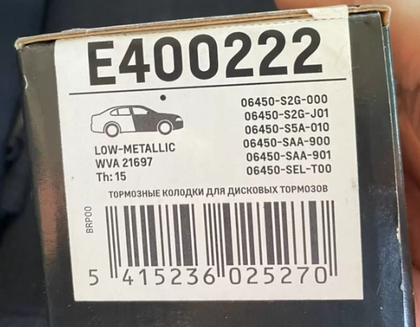 E400222
LOW-METALLIC
WVA 21697
Th: 15
06450-S2G-000
06450-S2G-J01
06450-S5A-010
06450-SAA-900
06450-SAA-901
06450-SEL-T00
ТОРМОЗНЫЕ КОЛОДКИ ДЛЯ ДИСКОВЫХ ТОРМОЗОВ
BRP00
5 415236 025270